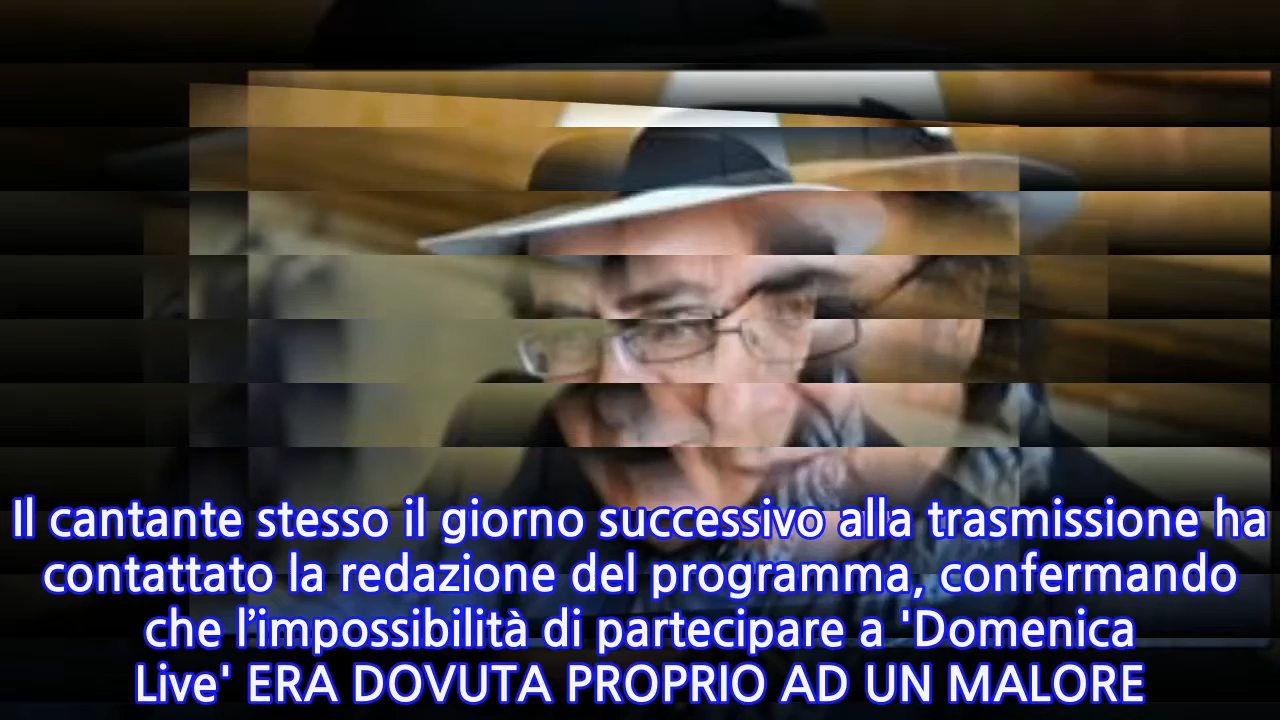 Il cantante stesso il giorno successivo alla trasmissione ha
contattato la redazione del programma, confermando
che l’impossibilità di partecipare a 'Domenica
Live' ERA DOVUTA PROPRIO AD UN MALORE